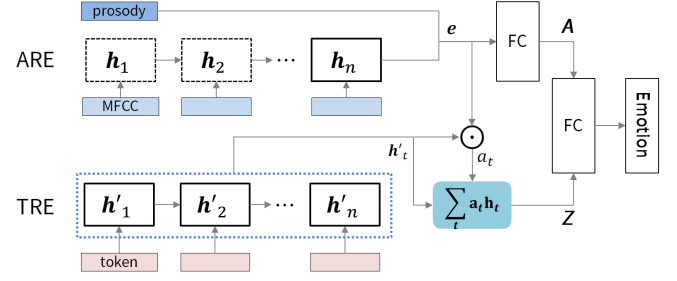 prosody
ARE
h1
h2
...
hn
MFCC
e
FC
A
FC
Emotion
h't
at
TRE
h'1
h'2
...
h'n
∑t atht
Z
token